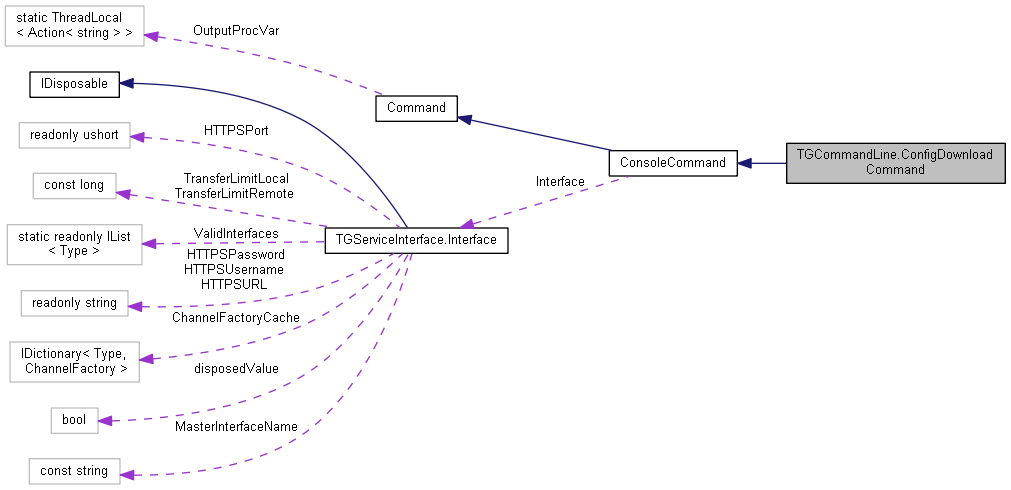 static ThreadLocal
< Action< string > >
OutputProcVar
IDisposable
Command
readonly ushort
HTTPSPort
ConsoleCommand
TGCommandLine.ConfigDownload
Command
const long
TransferLimitLocal
TransferLimitRemote
Interface
static readonly IList
< Type >
ValidInterfaces
TGServiceInterface.Interface
HTTPSPassword
HTTPSUsername
HTTPSURL
readonly string
ChannelFactoryCache
IDictionary< Type,
ChannelFactory >
disposedValue
bool
MasterInterfaceName
const string